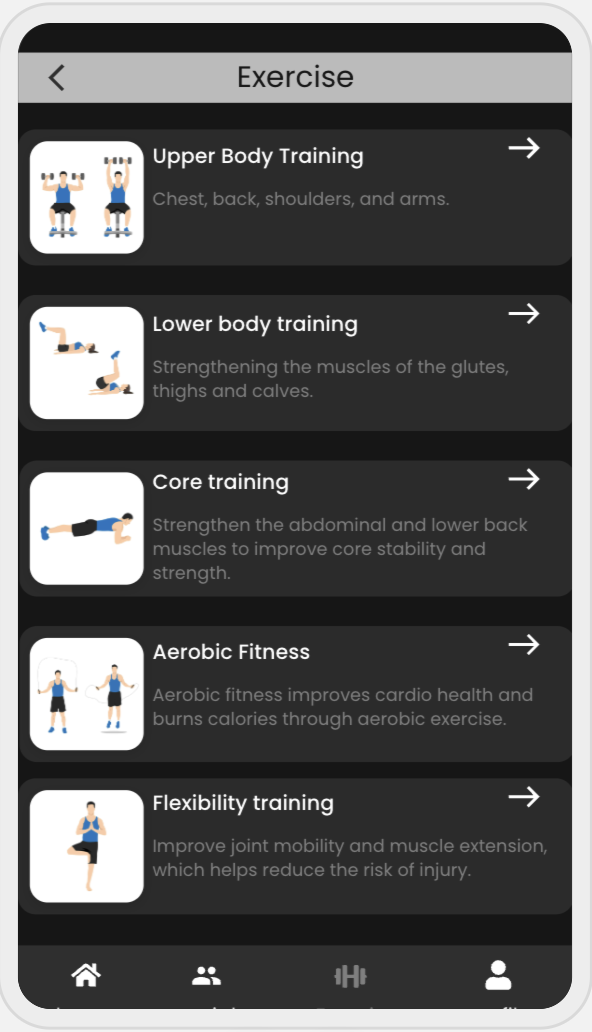 Exercise
Upper Body Training
Chest, back, shoulders, and arms.
Lower body training
Strengthening the muscles of the glutes,
thighs and calves.
Core training
Strengthen the abdominal and lower back
muscles to improve core stability and
strength.
Aerobic Fitness
Aerobic fitness improves cardio health and
burns calories through aerobic exercise.
Flexibility training
Improve joint mobility and muscle extension,
which helps reduce the risk of injury.